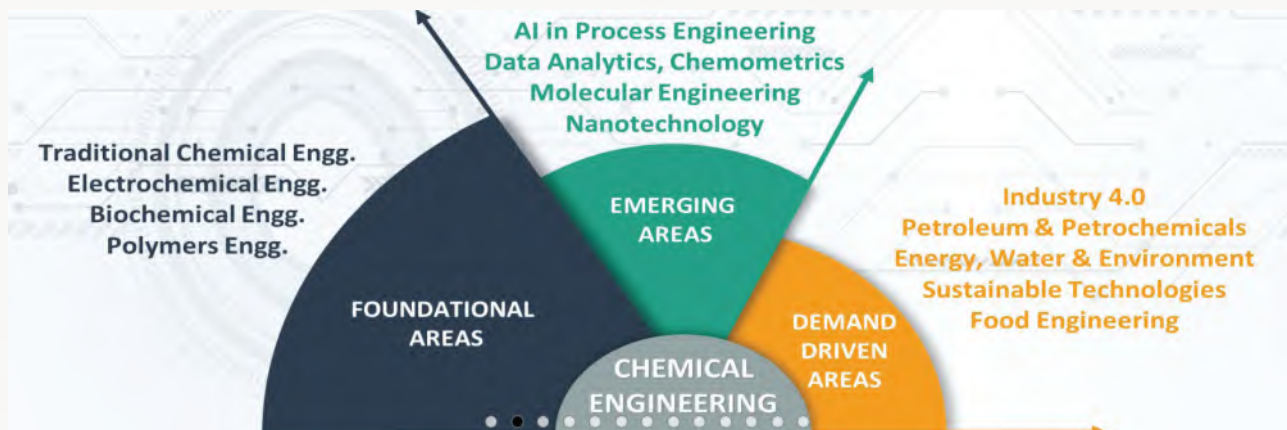 AI in Process Engineering
Data Analytics, Chemometrics
Molecular Engineering
Nanotechnology
Traditional Chemical Engg.
Electrochemical Engg.
Biochemical Engg.
Polymers Engg.
Industry 4.0
Petroleum & Petrochemicals
Energy, Water & Environment
Sustainable Technologies
Food Engineering
FOUNDATIONAL
AREAS
EMERGING
AREAS
DEMAND
DRIVEN
AREAS
CHEMICAL
ENGINEERING